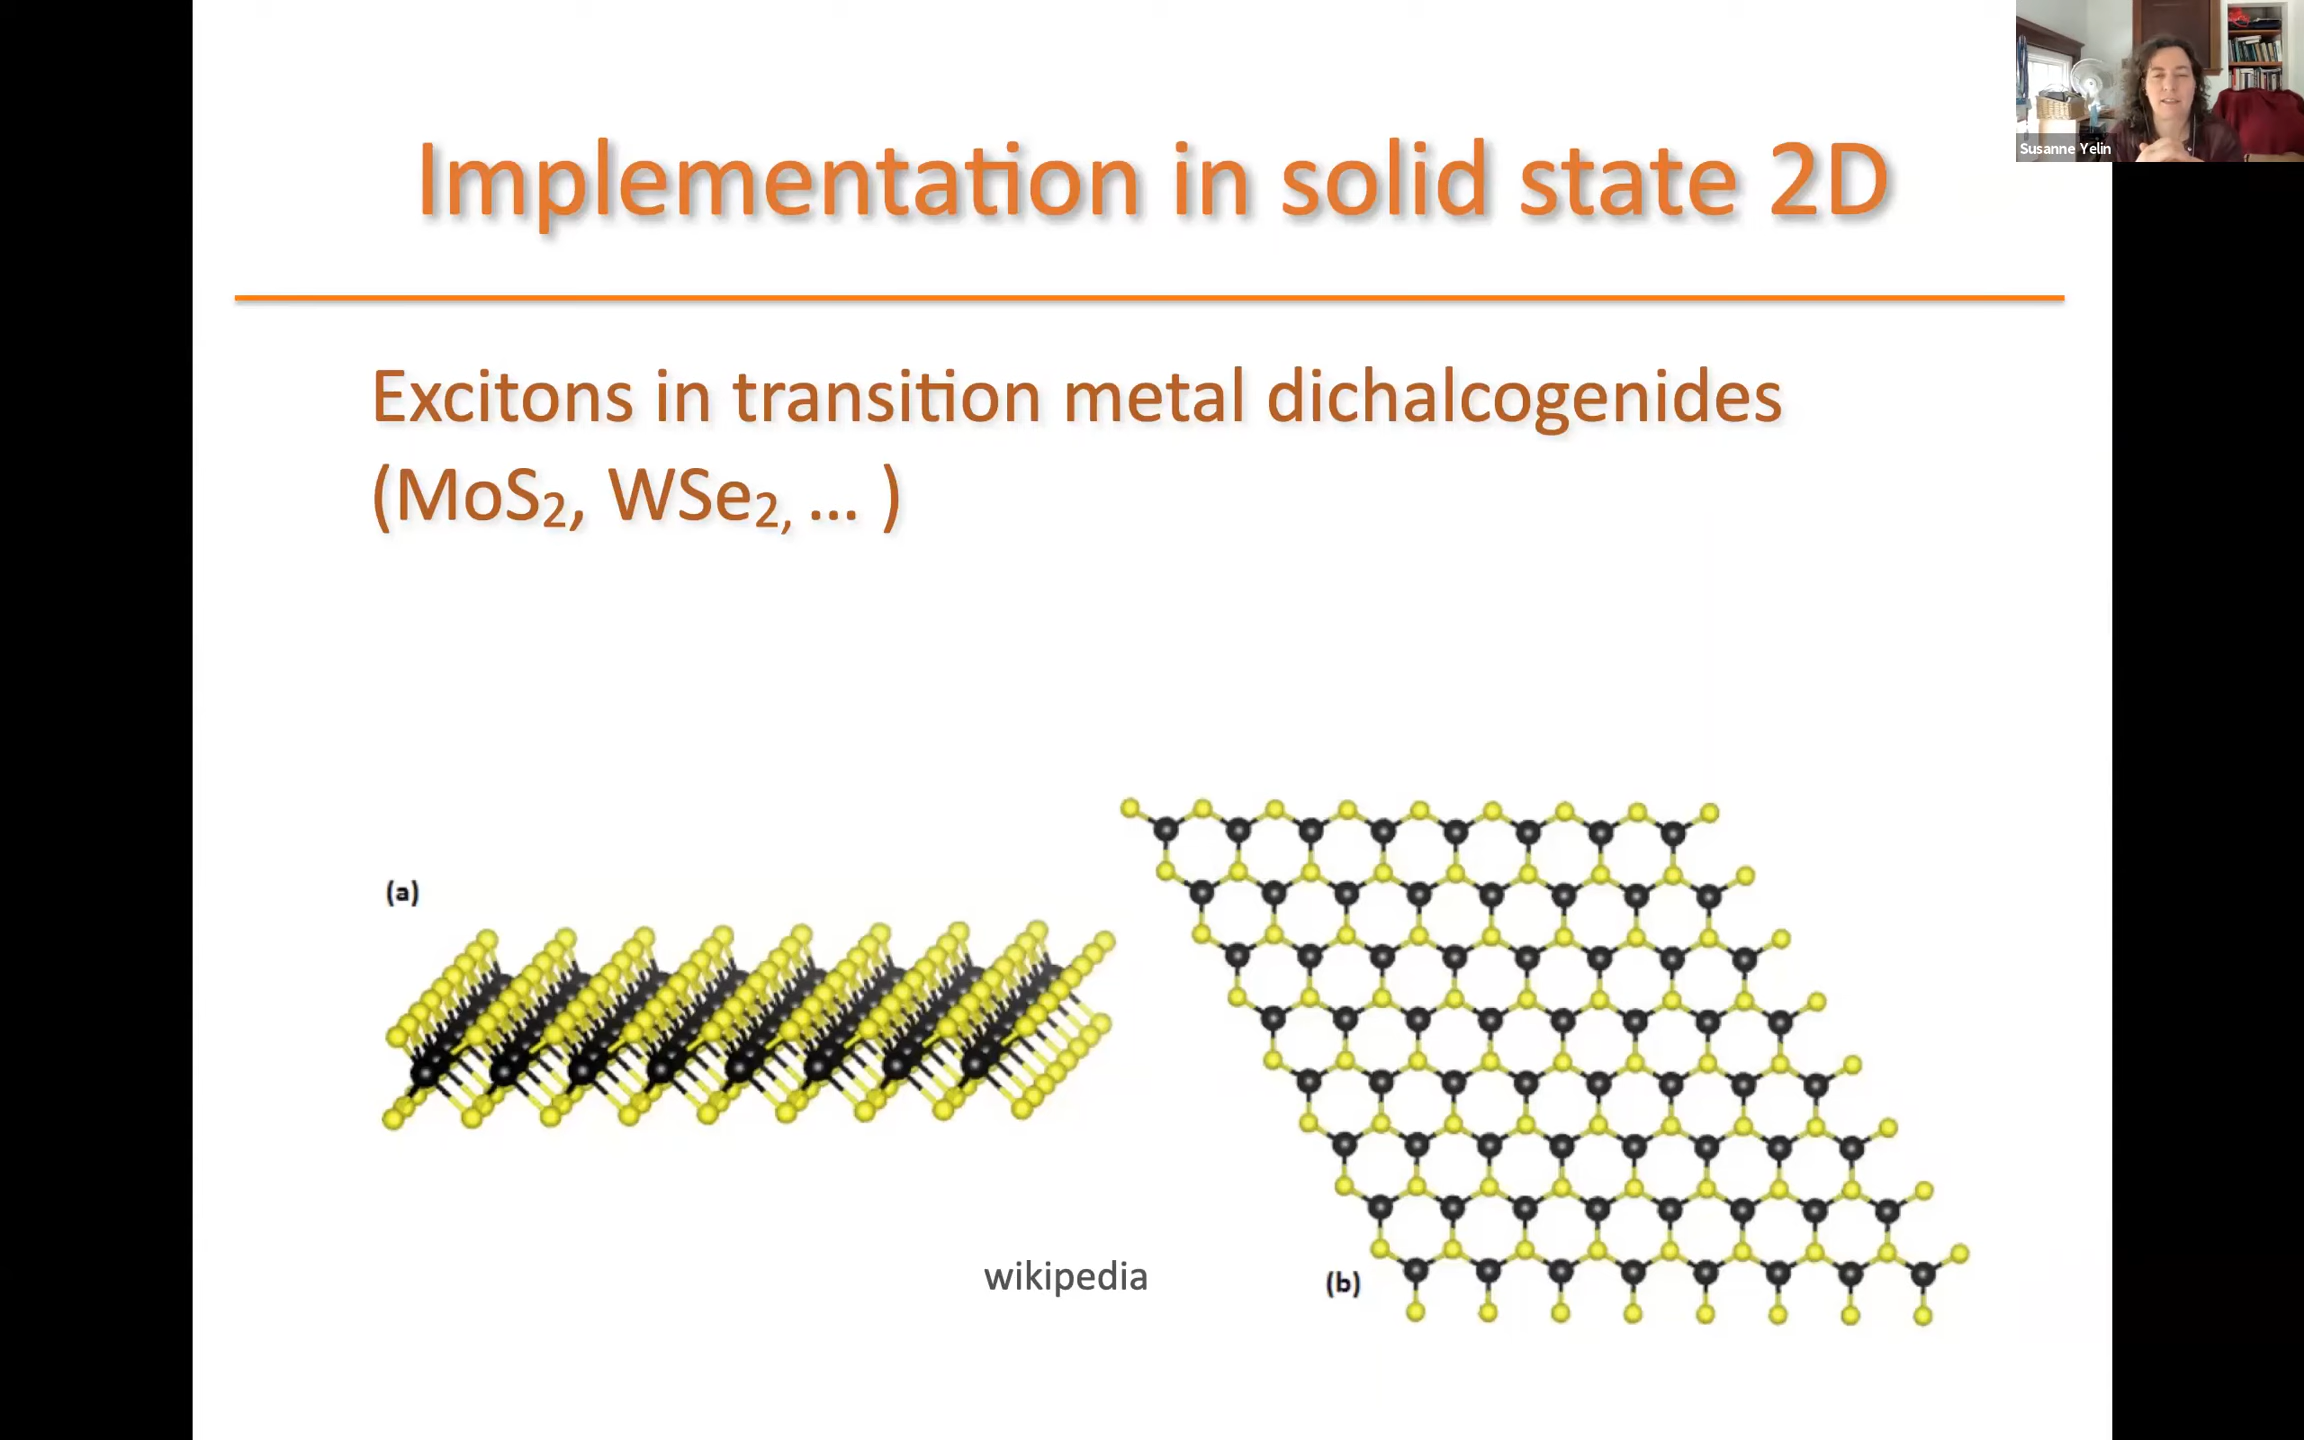 Susanne Yelin
Implementation in solid state 2D
Excitons in transition metal dichalcogenides
(MoS₂, WSe₂, ... )
(a)
wikipedia
(b)